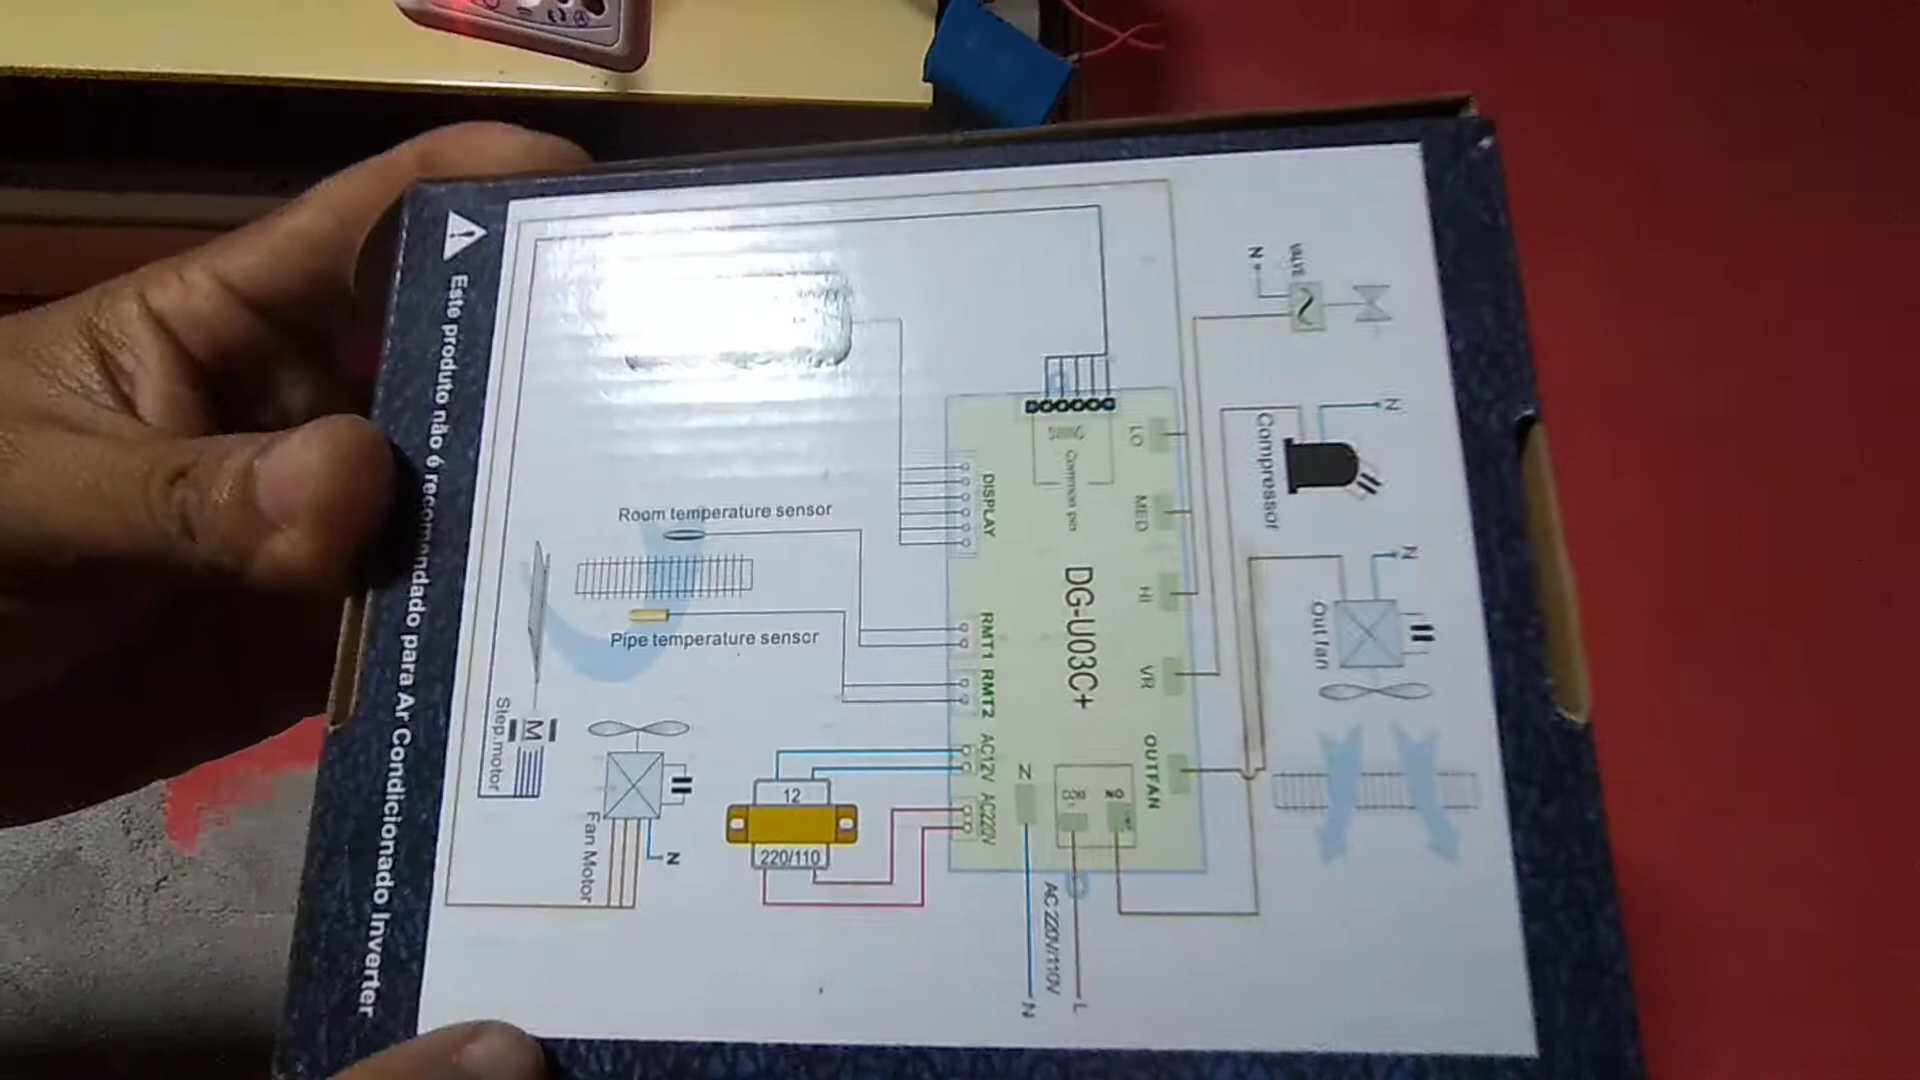 Este produto não é recomendado para Ar Condicionado Inverter
N
VALVE
N
Compressor
N
Out fan
LO
MED
HI
VR
OUTFAN
SWING
Common pin
DG-U03C+
N
COM
NO
DISPLAY
RMT1
RMT2
AC12V
AC220V
AC 220V/110V
L
N
Room temperature sensor
Pipe temperature sensor
Step.motor
M
Fan Motor
N
12
220/110